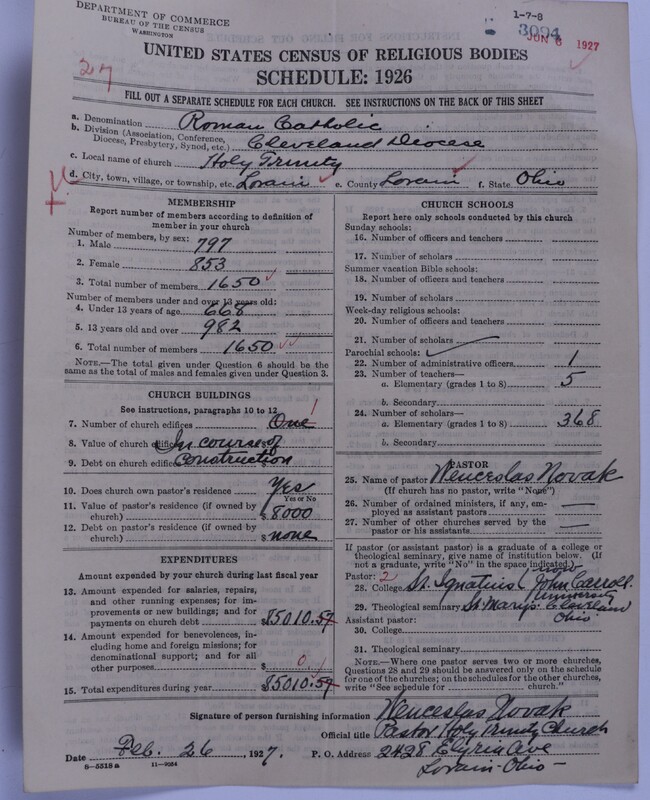 DEPARTMENT OF COMMERCE
BUREAU OF THE CENSUS
WASHINGTON
1-7-8
3094
JUN 6 1927
27
UNITED STATES CENSUS OF RELIGIOUS BODIES
SCHEDULE: 1926
FILL OUT A SEPARATE SCHEDULE FOR EACH CHURCH. SEE INSTRUCTIONS ON THE BACK OF THIS SHEET
a. Denomination Roman Catholic
b. Division (Association, Conference, Diocese, Presbytery, Synod, etc.) Cleveland Diocese
c. Local name of church Holy Trinity
d. City, town, village, or township, etc. Lorain e. County Lorain f. State Ohio
MEMBERSHIP
Report number of members according to definition of
member in your church
Number of members, by sex:
1. Male 797
2. Female 853
3. Total number of members 1650
Number of members under and over 13 years old:
4. Under 13 years of age 668
5. 13 years old and over 982
6. Total number of members 1650
NOTE.—The total given under Question 6 should be
the same as the total of males and females given under Question 3.
CHURCH BUILDINGS
See instructions, paragraphs 10 to 12
7. Number of church edifices One 1
8. Value of church edifices $ In course of
9. Debt on church edifices construction
10. Does church own pastor's residence Yes
Yes or No
11. Value of pastor's residence (if owned by
church) $ 8000
12. Debt on pastor's residence (if owned by
church) $ none
EXPENDITURES
Amount expended by your church during last fiscal year
13. Amount expended for salaries, repairs,
and other running expenses; for im-
provements or new buildings; and for
payments on church debt $85010.57
14. Amount expended for benevolences,
including home and foreign missions; for
denominational support; and for all
other purposes $ 0
15. Total expenditures during year $85010.57
CHURCH SCHOOLS
Report here only schools conducted by this church
Sunday schools:
16. Number of officers and teachers
17. Number of scholars
Summer vacation Bible schools:
18. Number of officers and teachers
19. Number of scholars
Week-day religious schools:
20. Number of officers and teachers
21. Number of scholars
Parochial schools:
22. Number of administrative officers 1
23. Number of teachers—
a. Elementary (grades 1 to 8) 5
b. Secondary
24. Number of scholars—
a. Elementary (grades 1 to 8) 368
b. Secondary
PASTOR
25. Name of pastor Wenceslas Novak
(If church has no pastor, write "None")
26. Number of ordained ministers, if any, em-
ployed as assistant pastors —
27. Number of other churches served by the
pastor or his assistants —
If pastor (or assistant pastor) is a graduate of a college or
theological seminary, give name of institution below. (If
not a graduate, write "No" in the space indicated.)
Pastor: 2
28. College St. Ignatius (now John Carroll
University
29. Theological seminary St. Marys Cleveland
Ohio
Assistant pastor:
30. College
31. Theological seminary
NOTE.—Where one pastor serves two or more churches,
Questions 28 and 29 should be answered only on the schedule
for one of the churches; on the schedules for the other churches,
write "See schedule for ........ church."
Signature of person furnishing information Wenceslas Novak
Official title Pastor Holy Trinity Church
Date Feb. 26, 1927. P. O. Address 2428 Elyria Ave
Lorain-Ohio-
8—5518 a 11—9084